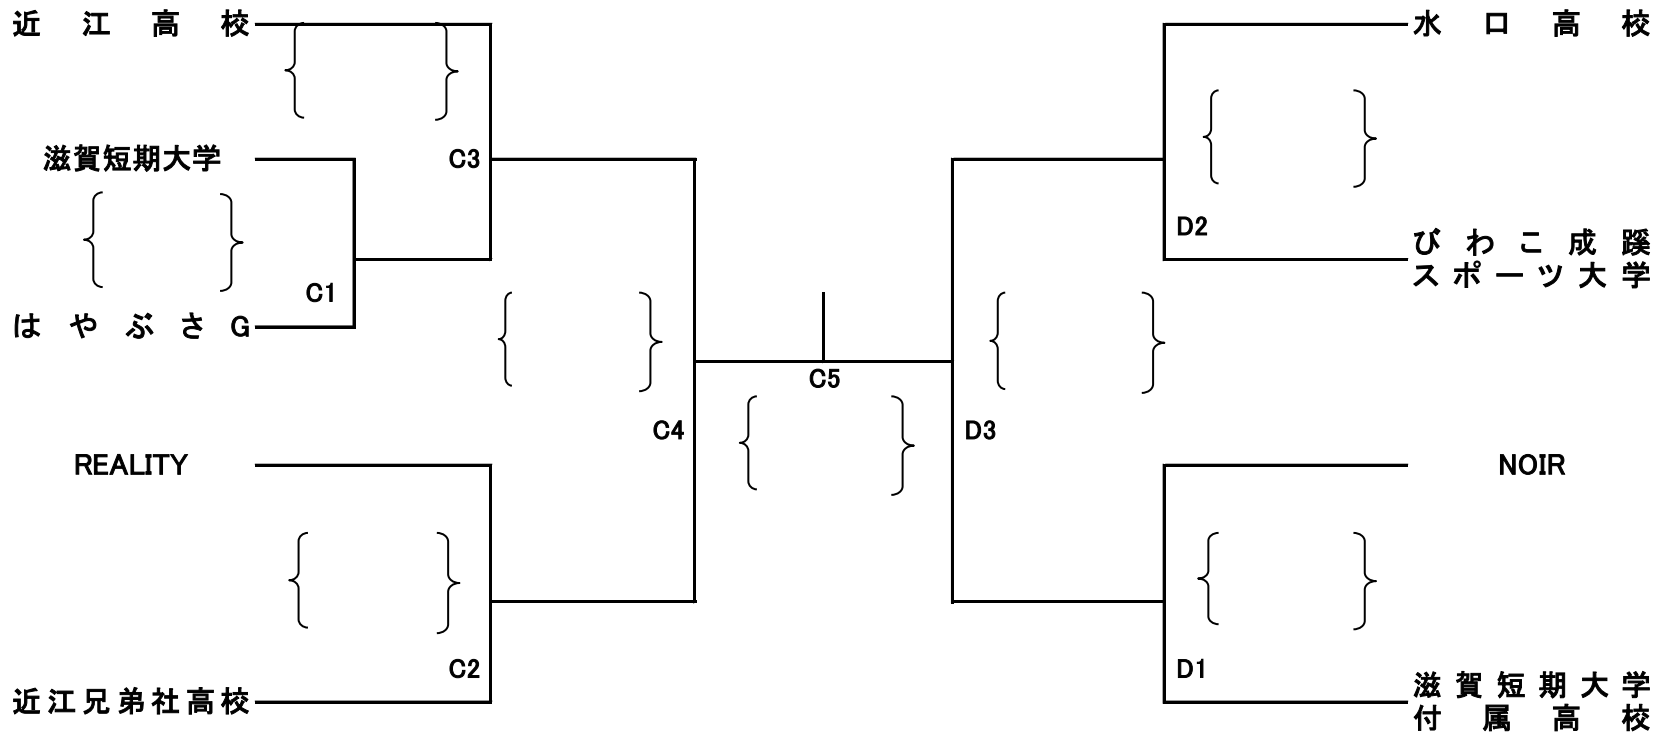 近江高校
水口高校
滋賀短期大学
C3
D2
びわこ成蹊
スポーツ大学
C1
はやぶさG
C5
C4
D3
REALITY
NOIR
C2
D1
近江兄弟社高校
滋賀短期大学
付属高校